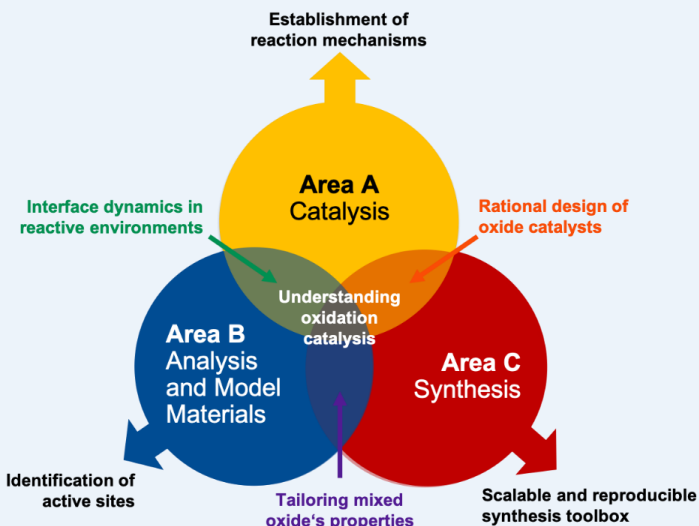 Establishment of
reaction mechanisms
Area A
Catalysis
Interface dynamics in
reactive environments
Rational design of
oxide catalysts
Understanding
oxidation
catalysis
Area B
Analysis
and Model
Materials
Area C
Synthesis
Identification of
active sites
Tailoring mixed
oxide‘s properties
Scalable and reproducible
synthesis toolbox